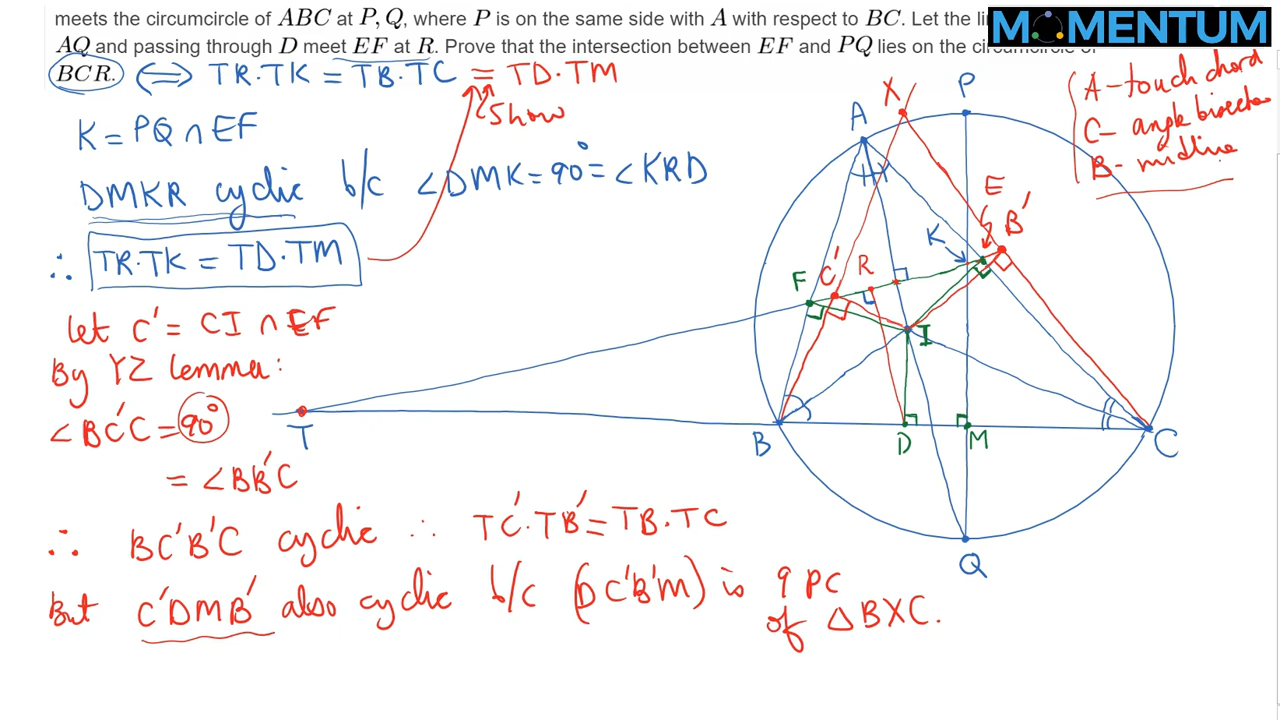 meets the circumcircle of ABC at P, Q, where P is on the same side with A with respect to BC. Let the li
MOMENTUM
AQ and passing through D meet EF at R. Prove that the intersection between EF and PQ lies on the
BCR. ⟺ TR·TK = TB·TC = TD·TM
Show
K = PQ ∩ EF
DMKR cyclic b/c ∠DMK = 90° = ∠KRD
∴ TR·TK = TD·TM
let C' = CI ∩ EF
By YZ lemma:
∠BC'C = 90°
= ∠BB'C
∴ BC'B'C cyclic ∴ TC'·TB' = TB·TC
But C'DMB' also cyclic b/c (DC'B'M) is 9PC
of △BXC.
A - touch chord
C - angle bisector
B - midline
X
P
A
E
B'
K
F
C'
R
I
T
B
D
M
C
Q